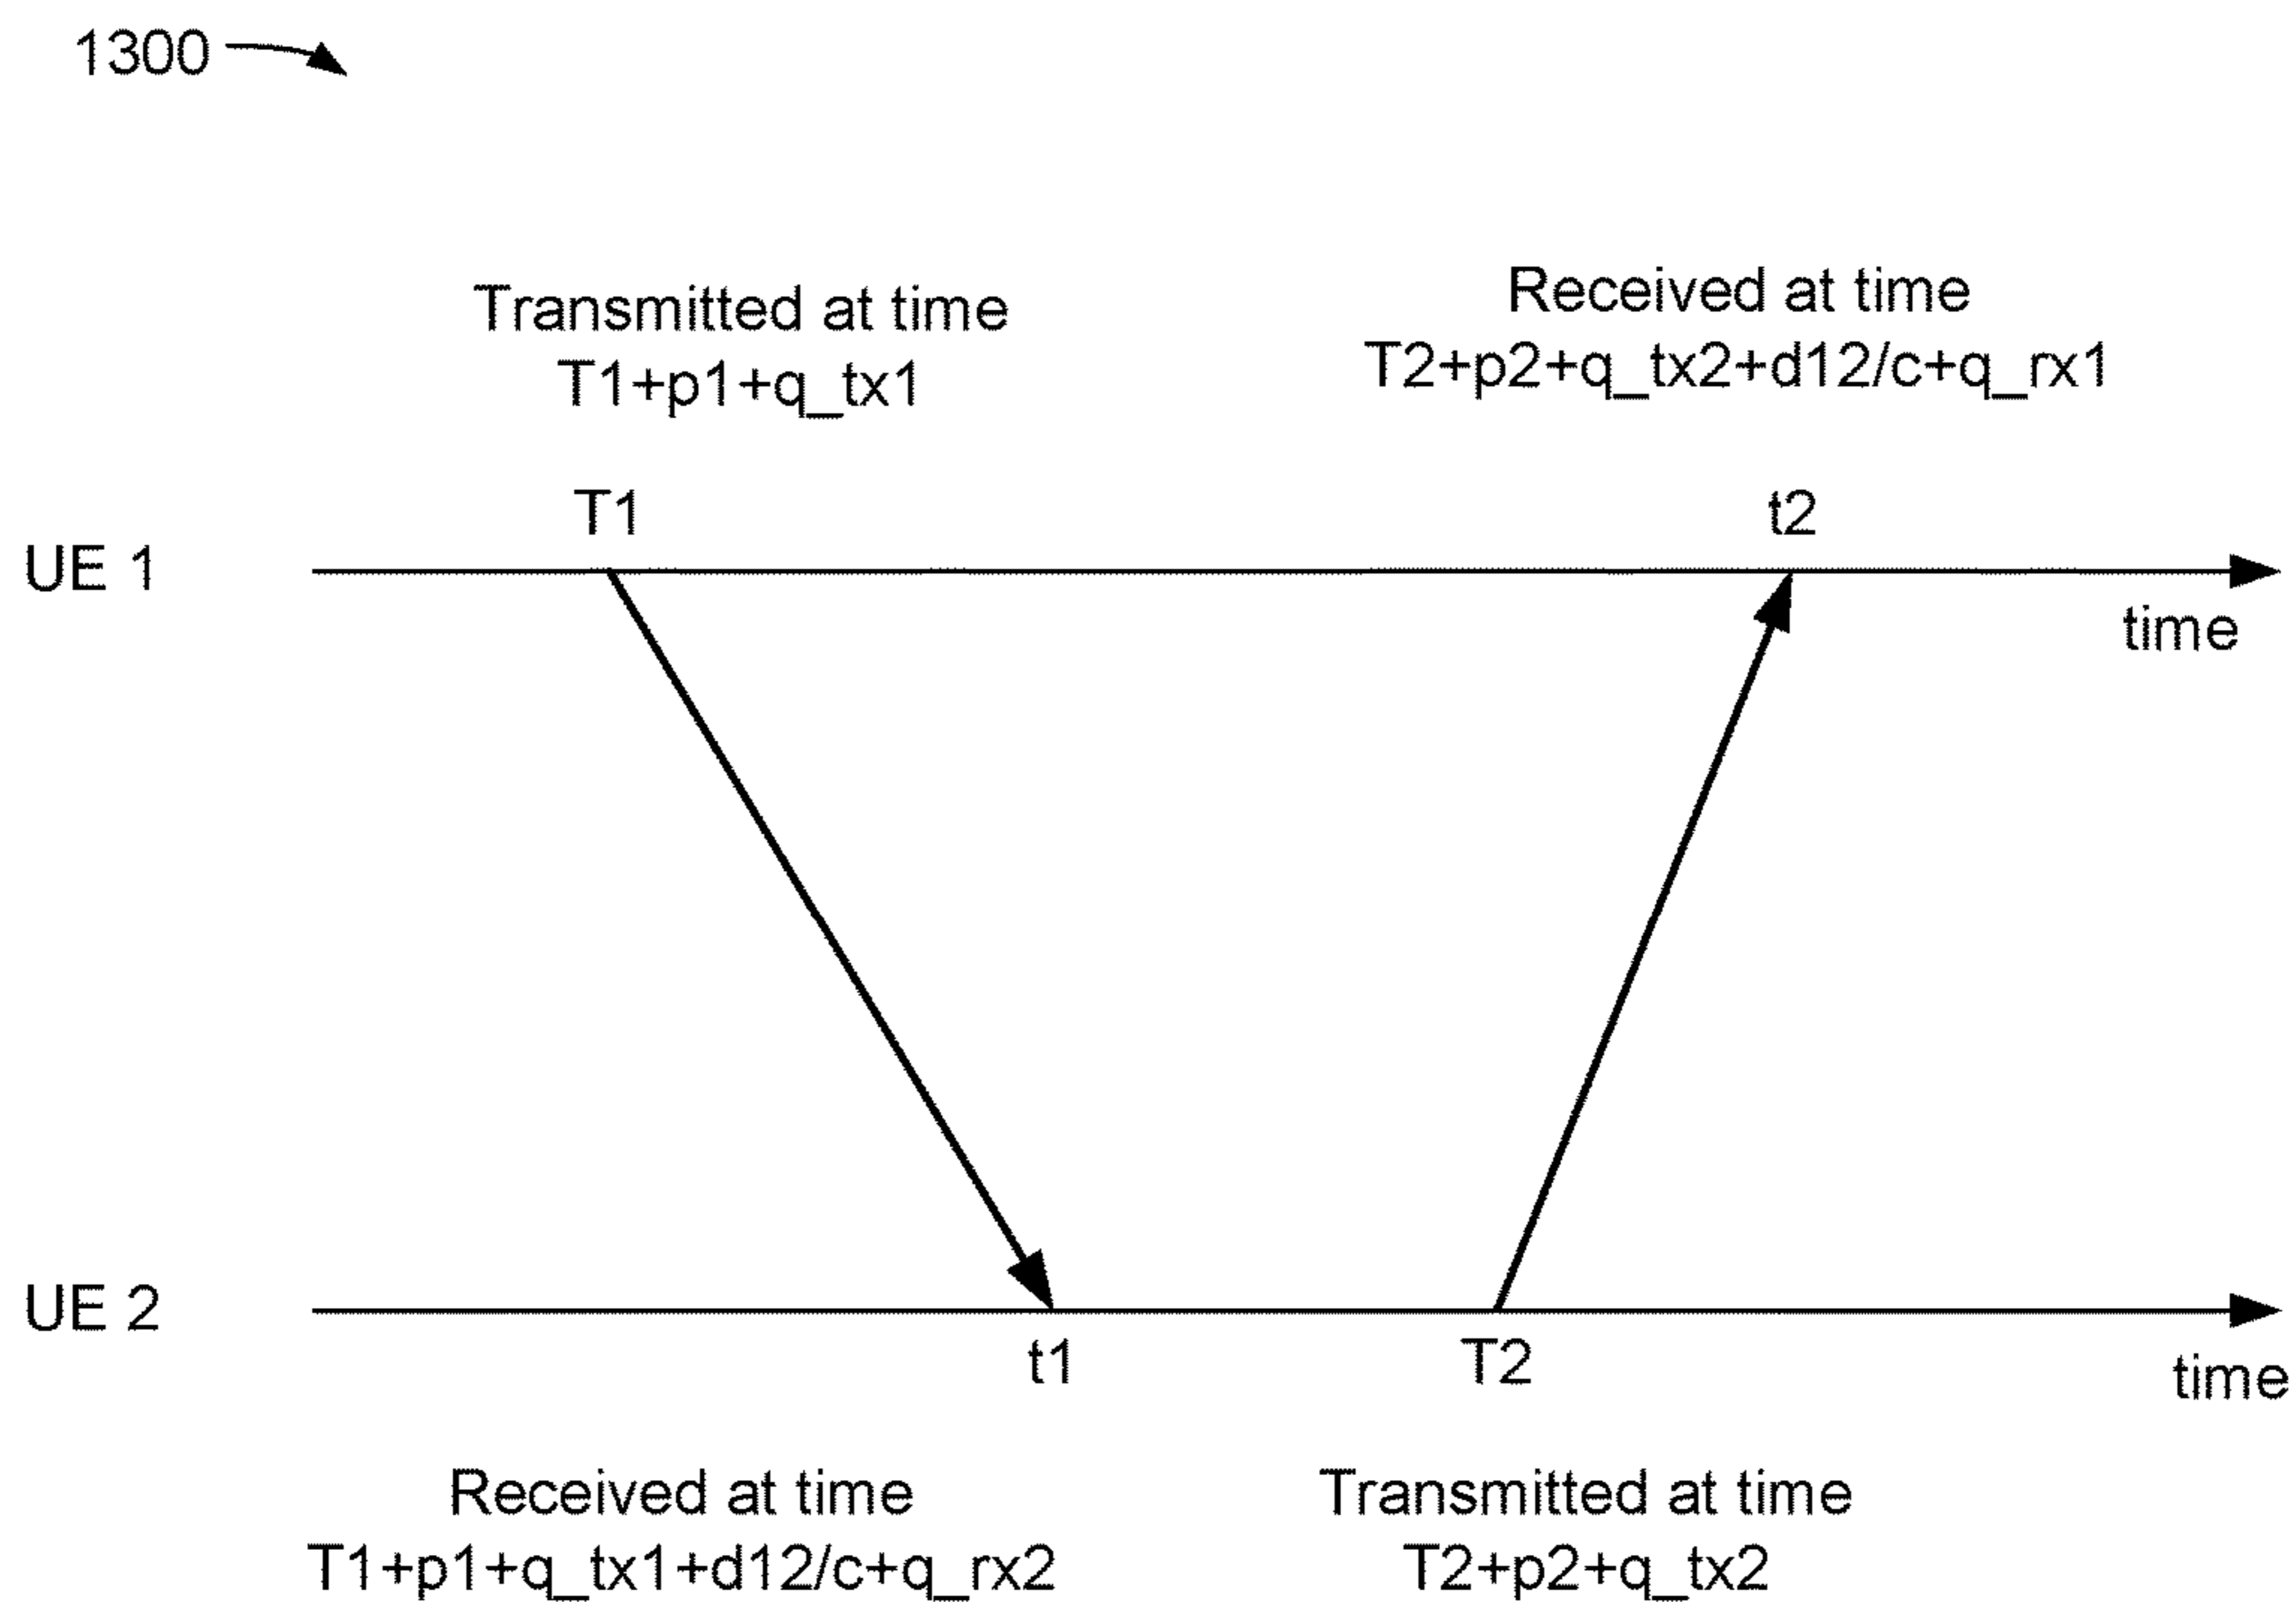 1300
Transmitted at time
T1+p1+q_tx1
Received at time
T2+p2+q_tx2+d12/c+q_rx1
T1
t2
UE 1
time
UE 2
t1
T2
time
Received at time
T1+p1+q_tx1+d12/c+q_rx2
Transmitted at time
T2+p2+q_tx2